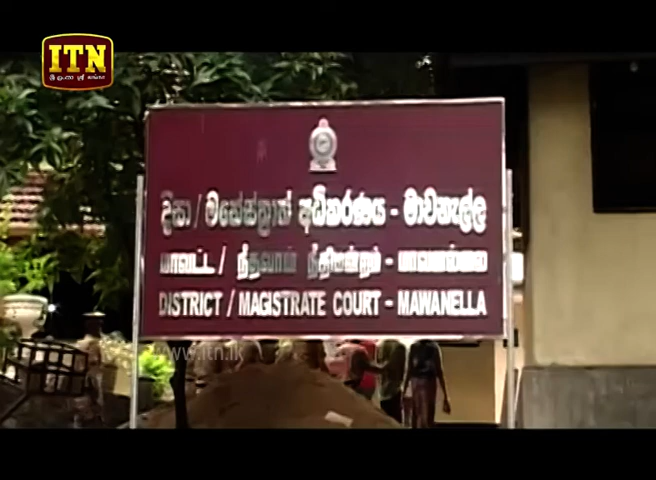 ITN
දිසා / මහේස්ත්‍රාත් අධිකරණය - මාවනැල්ල
மாவட்ட / நீதவான் நீதிமன்றம் - மாவனெல்லை
DISTRICT / MAGISTRATE COURT - MAWANELLA
www.itn.lk